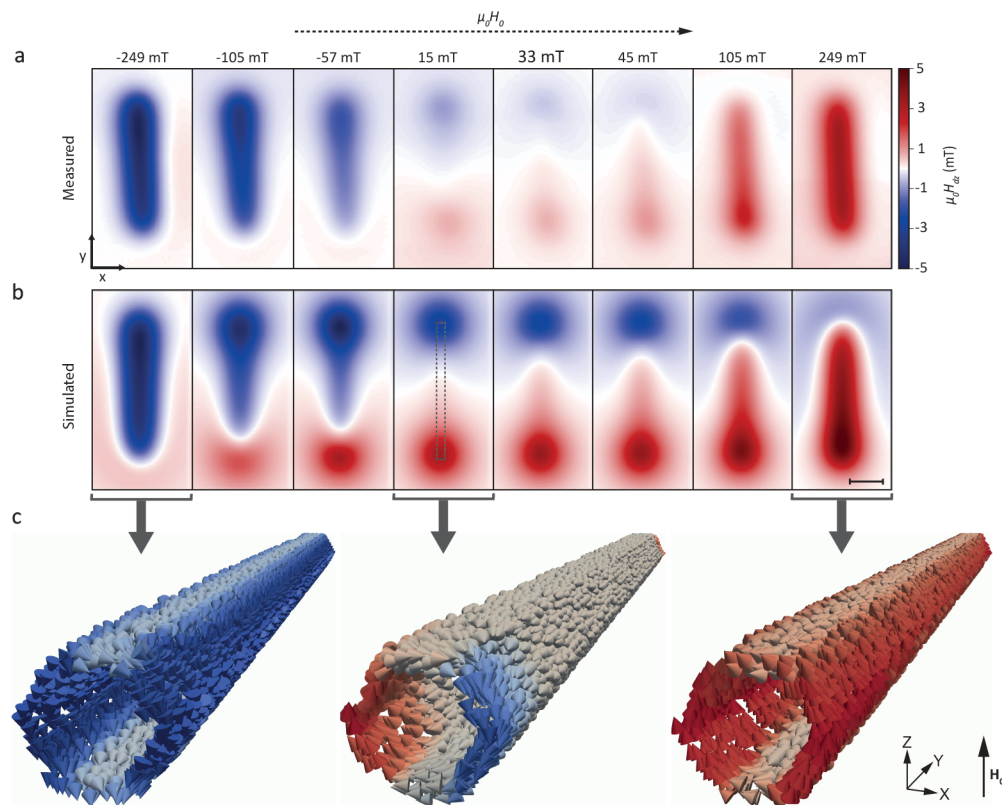 μ₀H₀
a
-249 mT -105 mT -57 mT 15 mT 33 mT 45 mT 105 mT 249 mT
Measured
y
x
5
3
1
-1
-3
-5
μ₀H_dz (mT)
b
Simulated
c
Z
Y
X
H₀